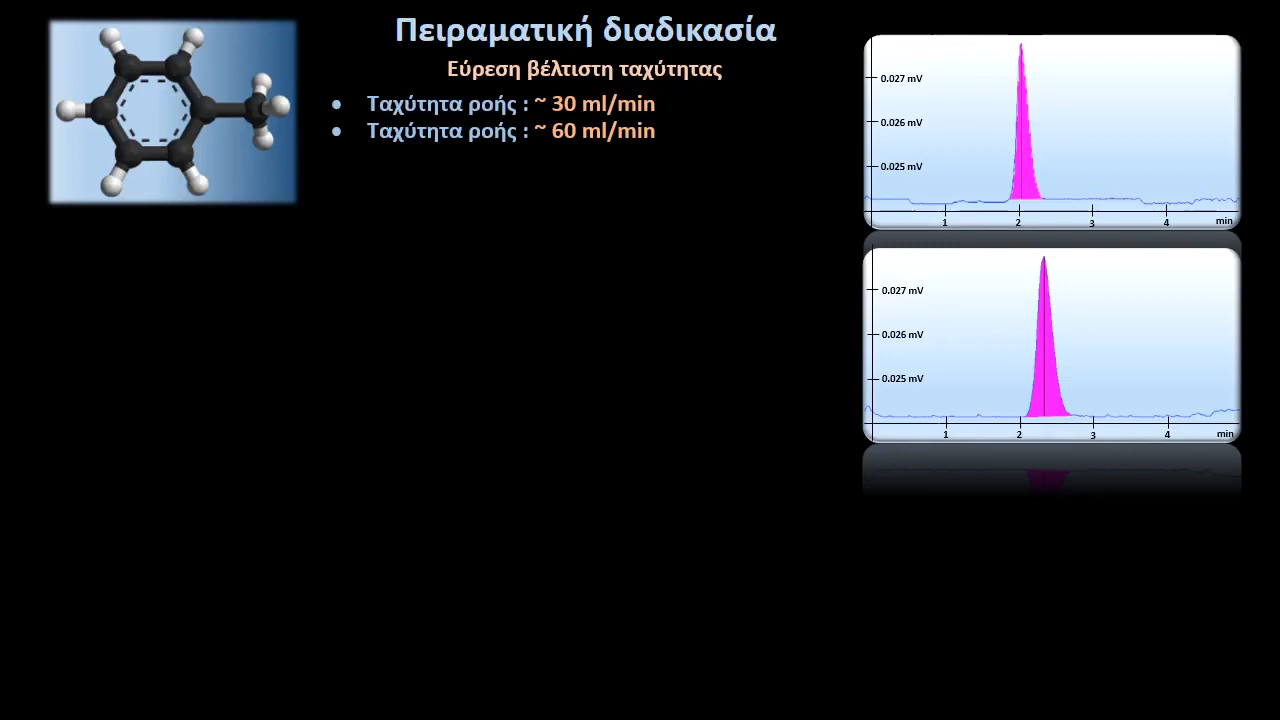 Πειραματική διαδικασία
Εύρεση βέλτιστη ταχύτητας
● Ταχύτητα ροής : ~ 30 ml/min
● Ταχύτητα ροής : ~ 60 ml/min
0.027 mV
0.026 mV
0.025 mV
1 2 3 4 min
0.027 mV
0.026 mV
0.025 mV
1 2 3 4 min